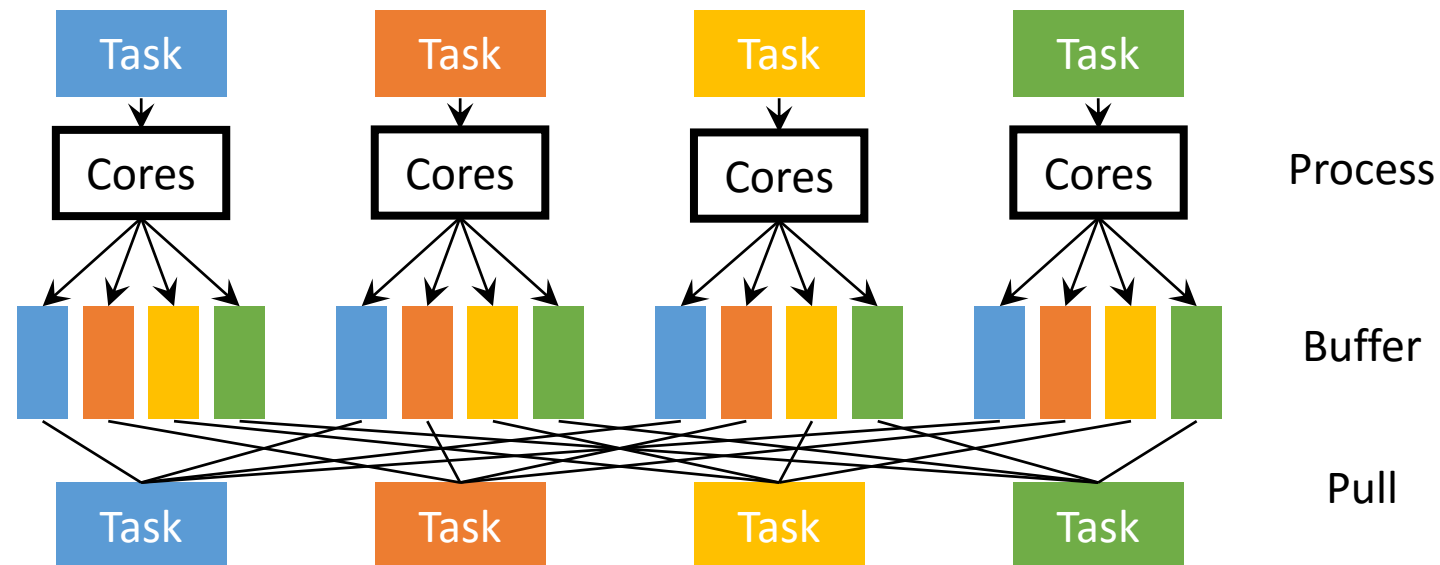 Task Task Task Task
Cores Cores Cores Cores Process
Buffer
Pull
Task Task Task Task